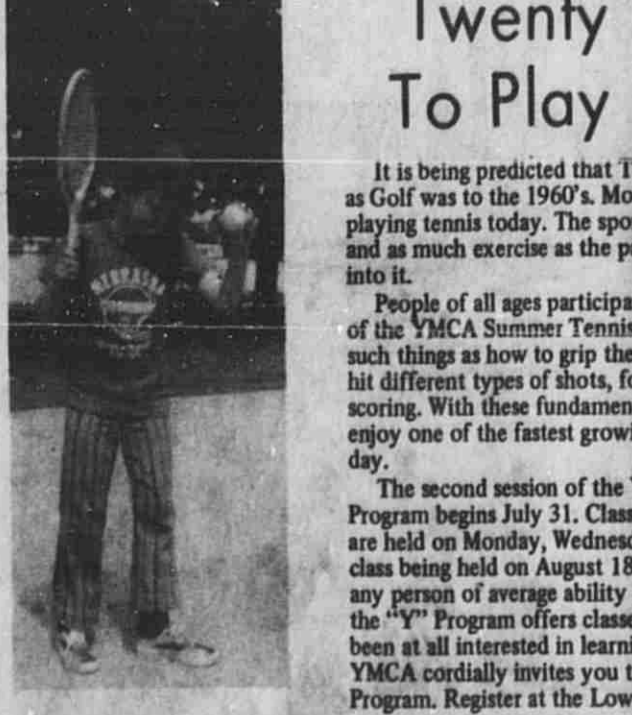 Twenty
To Play
NEBRASKA
It is being predicted that T
as Golf was to the 1960's. Mo
playing tennis today. The spo
and as much exercise as the p
into it.
People of all ages participa
of the YMCA Summer Tennis
such things as how to grip the
hit different types of shots, fo
scoring. With these fundamen
enjoy one of the fastest growi
day.
The second session of the
Program begins July 31. Class
are held on Monday, Wednesd
class being held on August 18
any person of average ability
the "Y" Program offers classe
been at all interested in learni
YMCA cordially invites you t
Program. Register at the Low